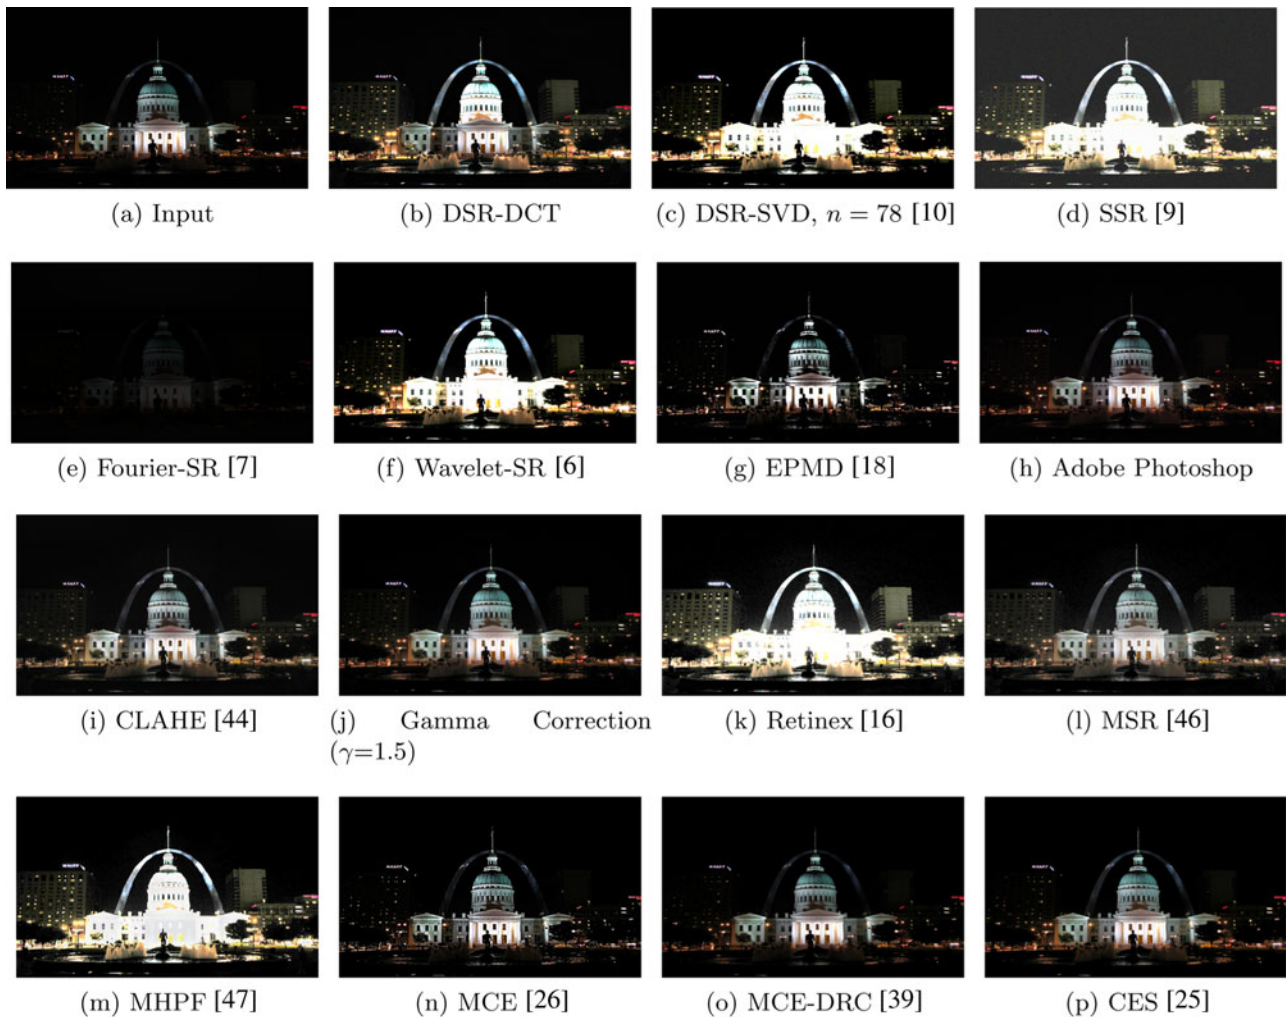 (a) Input
(b) DSR-DCT
(c) DSR-SVD, n = 78 [10]
(d) SSR [9]
(e) Fourier-SR [7]
(f) Wavelet-SR [6]
(g) EPMD [18]
(h) Adobe Photoshop
(i) CLAHE [44]
(j) Gamma Correction
(γ=1.5)
(k) Retinex [16]
(l) MSR [46]
(m) MHPF [47]
(n) MCE [26]
(o) MCE-DRC [39]
(p) CES [25]